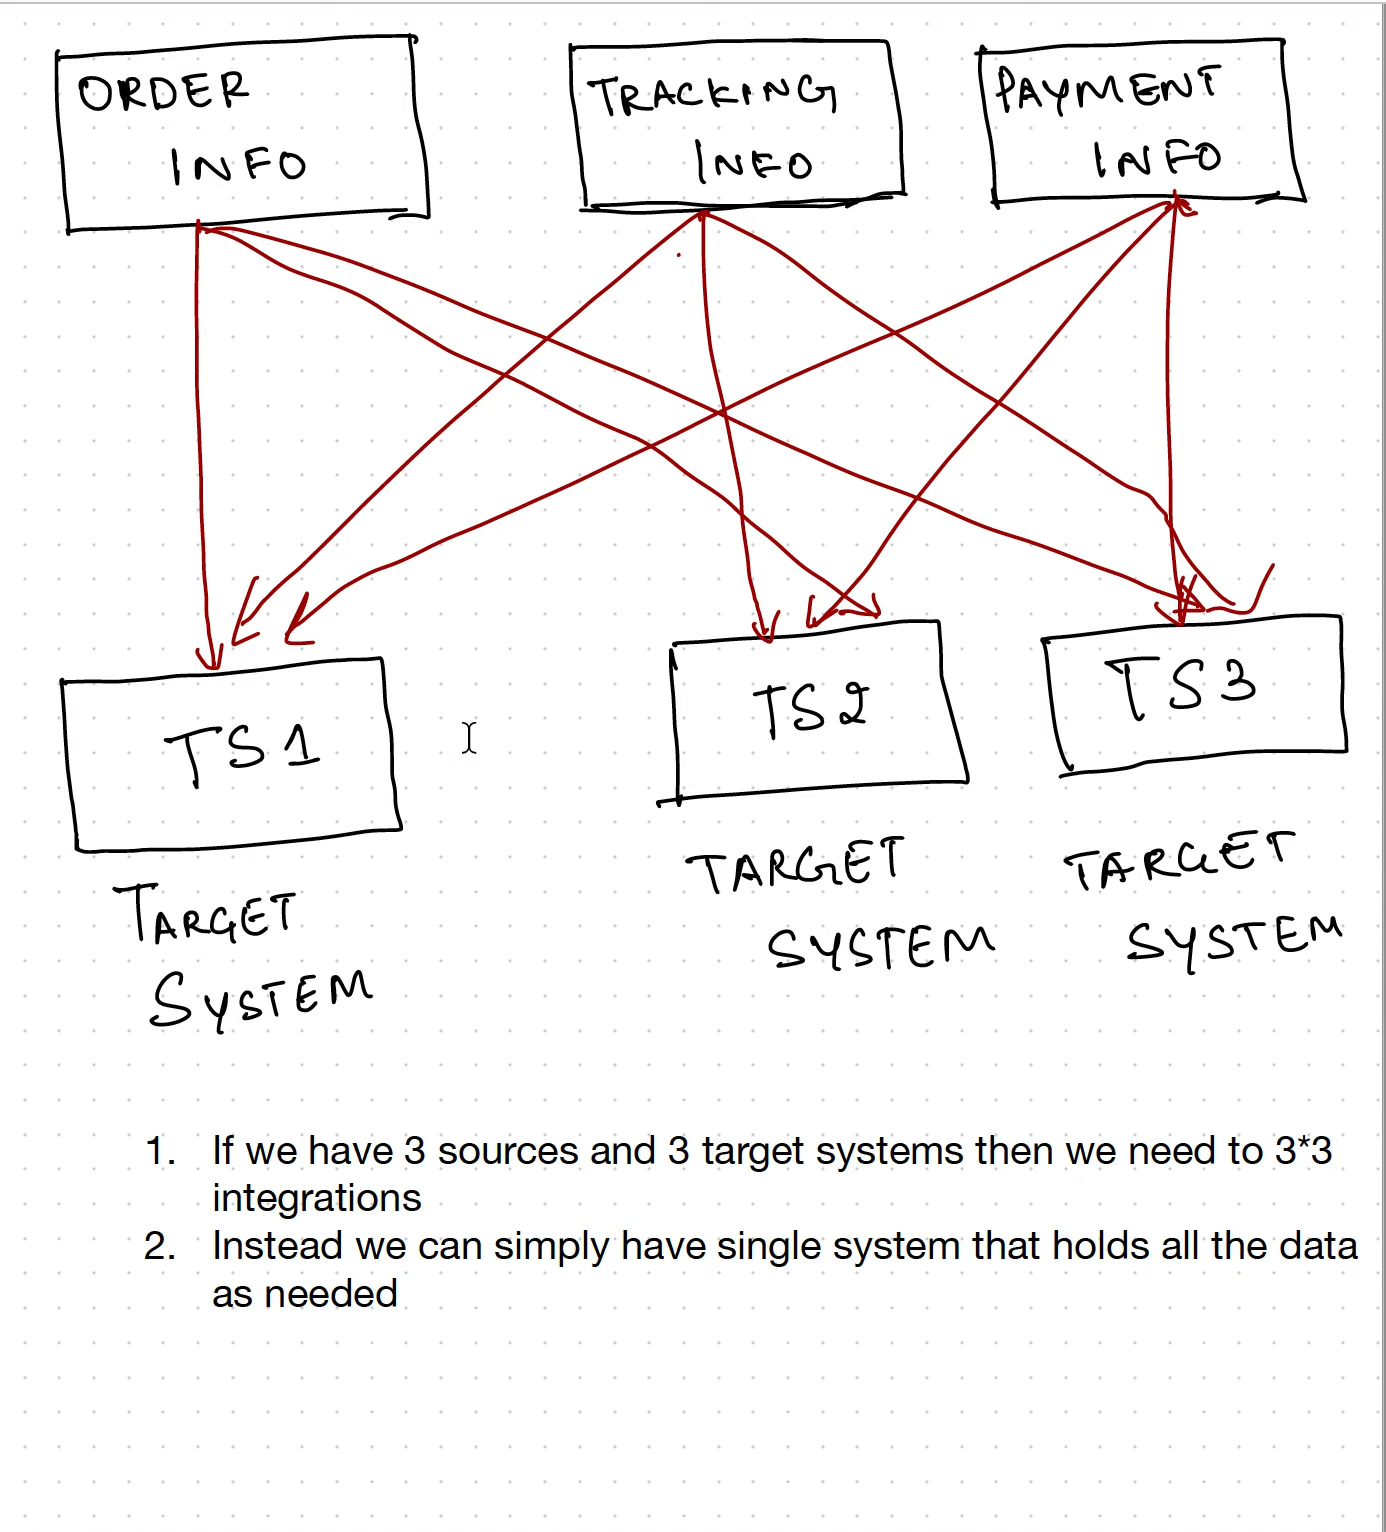 ORDER
INFO
TRACKING
INFO
PAYMENT
INFO
TS1
TS2
TS3
TARGET
SYSTEM
TARGET
SYSTEM
TARGET
SYSTEM
1. If we have 3 sources and 3 target systems then we need to 3*3
integrations
2. Instead we can simply have single system that holds all the data
as needed